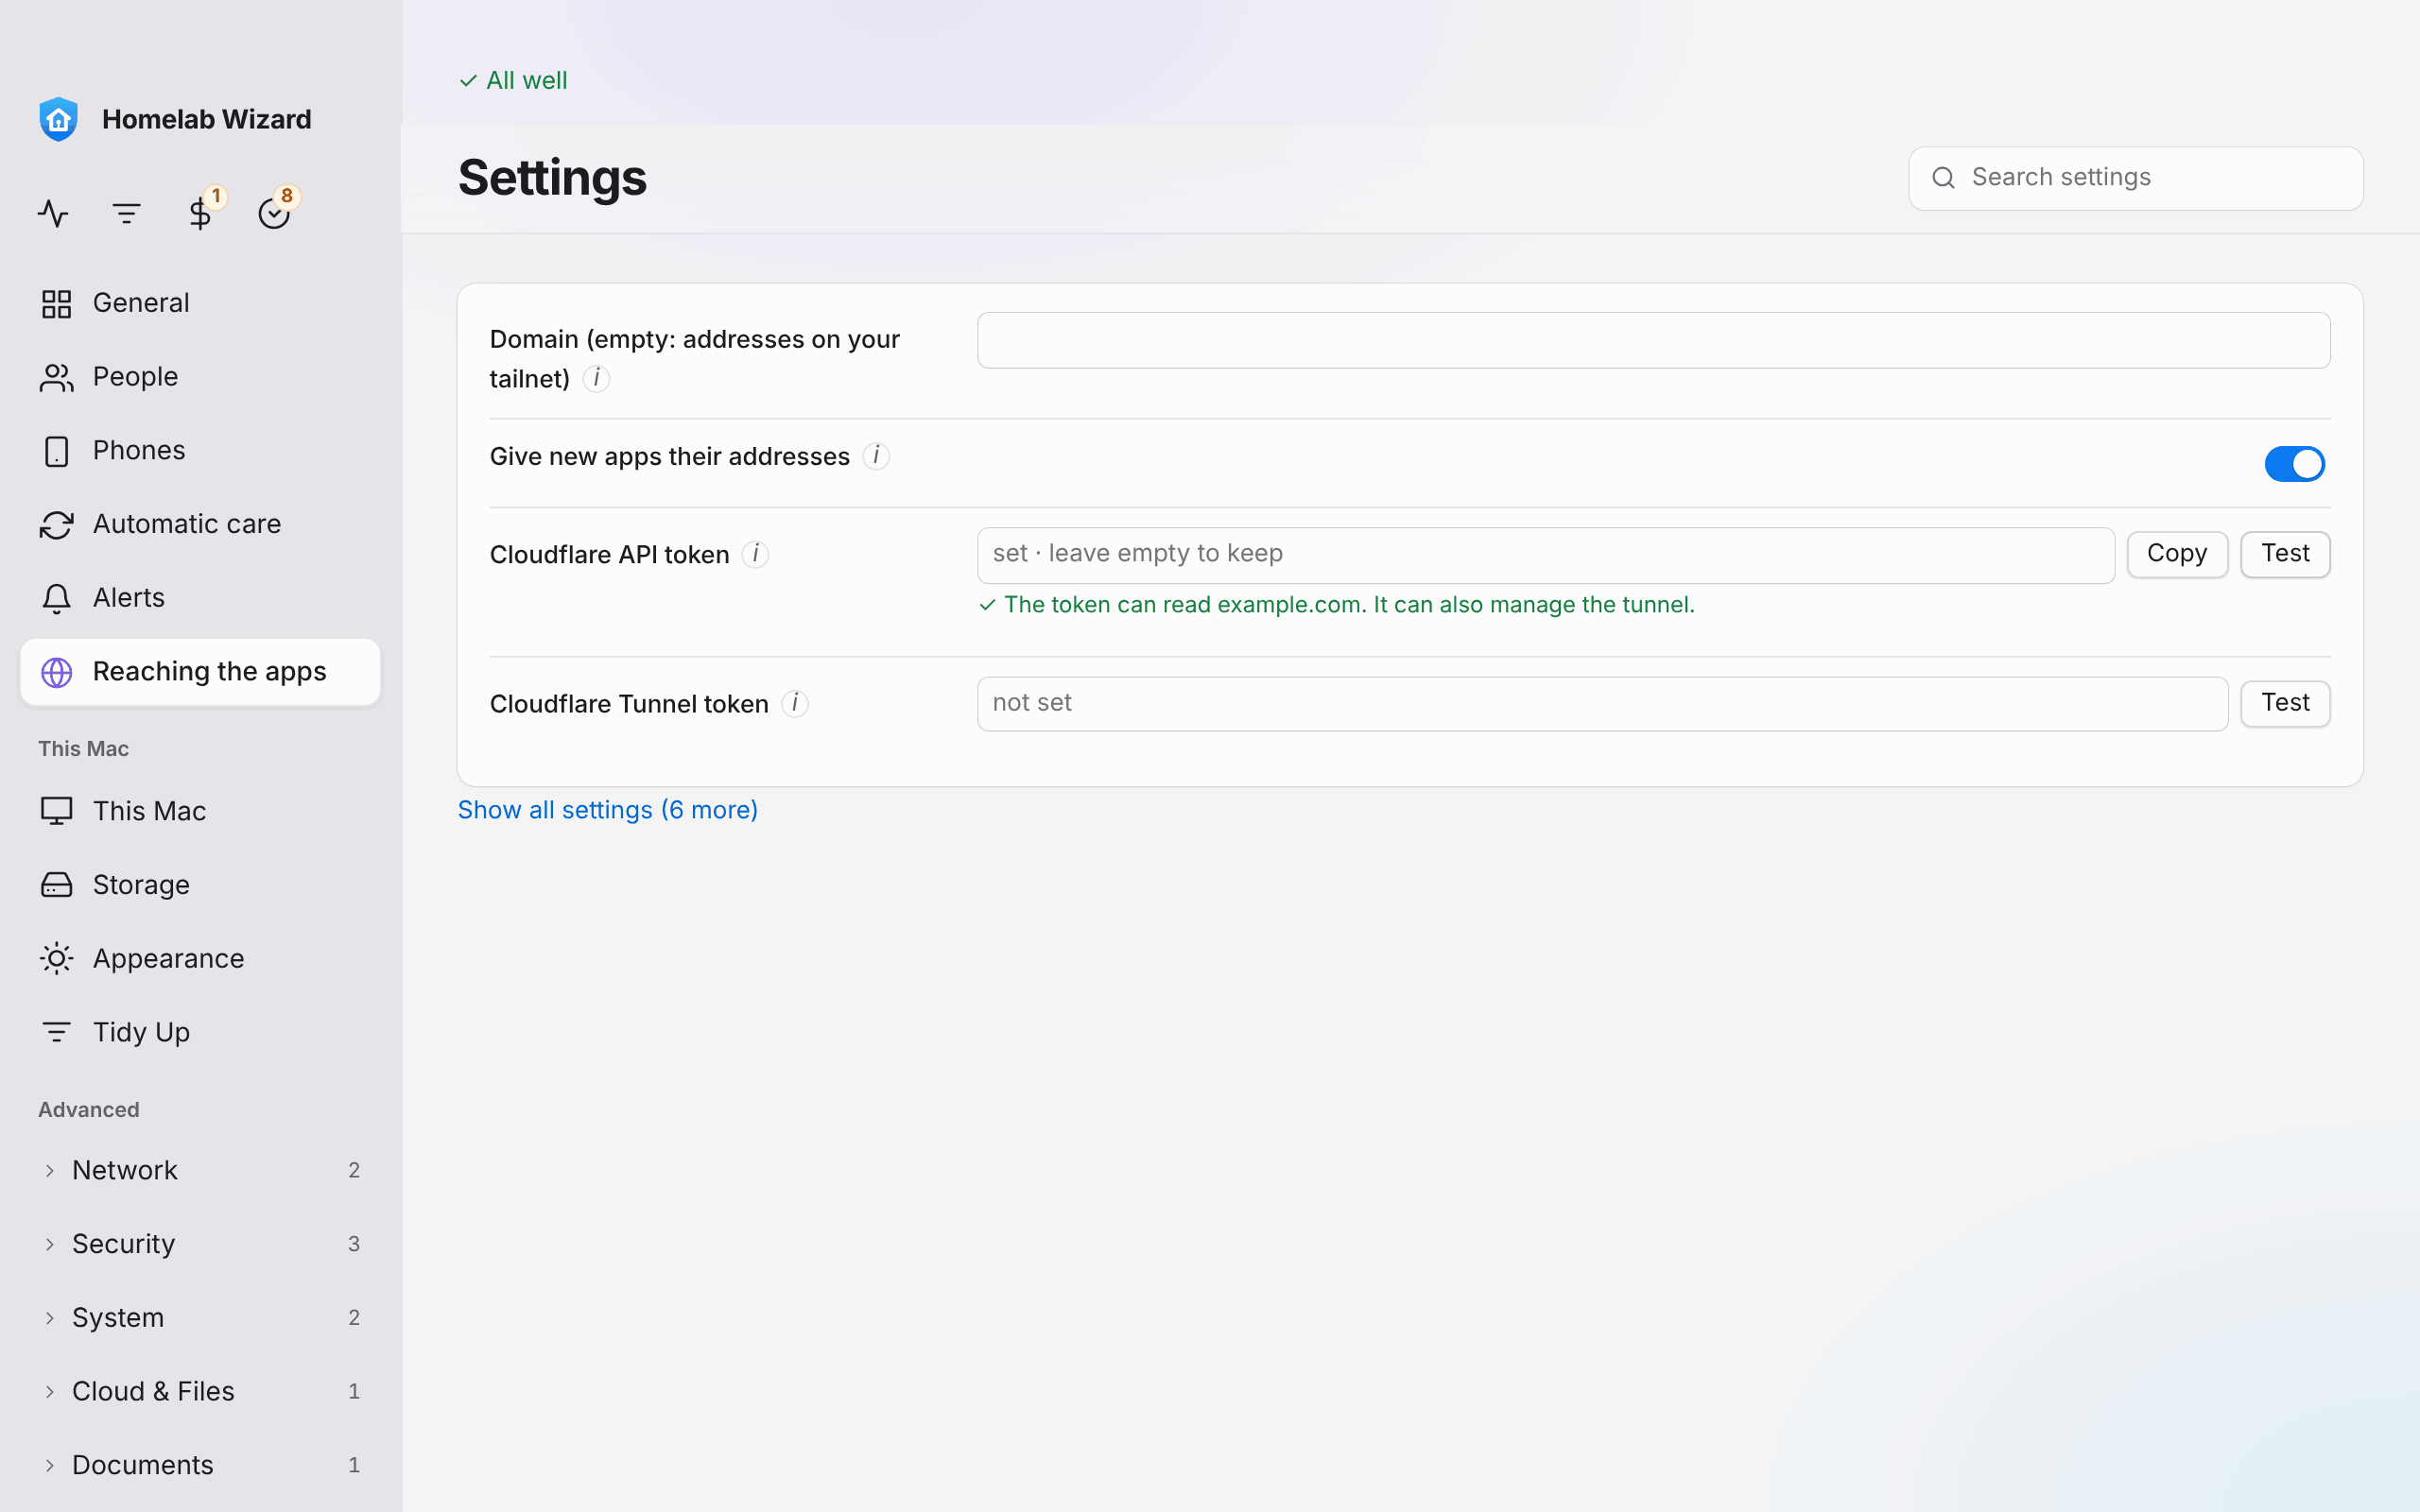 Homelab Wizard
1
8
General
People
Phones
Automatic care
Alerts
Reaching the apps
This Mac
This Mac
Storage
Appearance
Tidy Up
Advanced
Network 2
Security 3
System 2
Cloud & Files 1
Documents 1
All well
Settings
Search settings
Domain (empty: addresses on your
tailnet) i
Give new apps their addresses i
Cloudflare API token i
set · leave empty to keep
Copy
Test
The token can read example.com. It can also manage the tunnel.
Cloudflare Tunnel token i
not set
Test
Show all settings (6 more)